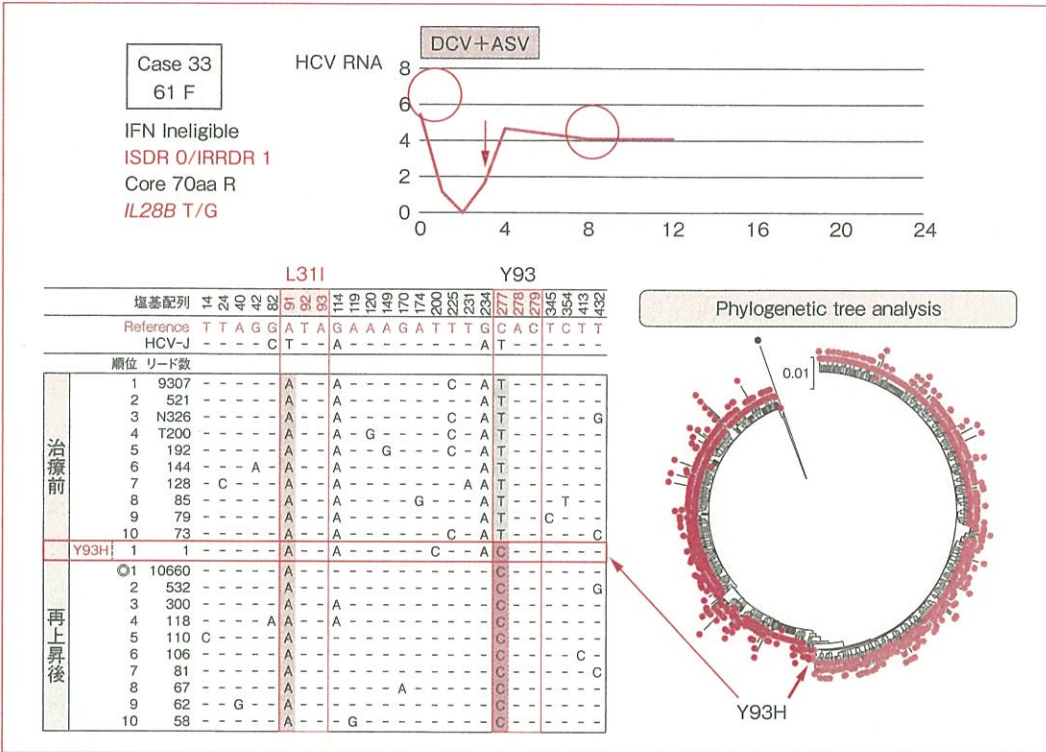 Case 33
61 F
IFN Ineligible
ISDR 0/IRRDR 1
Core 70aa R
IL28B T/G
HCV RNA
DCV+ASV
8
6
4
2
0
0 4 8 12 16 20 24
L31I Y93
塩基配列 14 24 40 42 82 91 92 93 114 119 120 149 170 174 200 225 231 234 277 278 279 345 354 413 432
Reference T T A G G A T A G A A A G A T T T G C A C T C T T
HCV-J - - - - C T - - A - - - - - - - - A T - - - - - -
順位 リード数
治療前
1 9307 - - - - - A - - A - - - - - - C - A T - - - - - -
2 521 - - - - - A - - A - - - - - - - - A T - - - - - -
3 N326 - - - - - A - - A - - - - - - C - A T - - - - - G
4 T200 - - - - - A - - A - G - - - - C - A T - - - - - -
5 192 - - - - - A - - A - - G - - - C - A T - - - - - -
6 144 - - - A - A - - A - - - - - - - - A T - - - - - -
7 128 - C - - - A - - A - - - - - - - A A T - - - - - -
8 85 - - - - - A - - A - - - - G - - - A T - - - T - -
9 79 - - - - - A - - A - - - - - - - - A T - - C - - -
10 73 - - - - - A - - A - - - - - - C - A T - - - - - C
Y93H 1 1 - - - - - A - - A - - - - - C - - A C - - - - - -
再上昇後
◎1 10660 - - - - - A - - - - - - - - - - - - C - - - - - -
2 532 - - - - - A - - - - - - - - - - - - C - - - - - G
3 300 - - - - - A - - A - - - - - - - - - C - - - - - -
4 118 - - - - A A - - A - - - - - - - - - C - - - - - -
5 110 C - - - - A - - - - - - - - - - - - C - - - - - -
6 106 - - - - - A - - - - - - - - - - - - C - - - - C -
7 81 - - - - - A - - - - - - - - - - - - C - - - - - C
8 67 - - - - - A - - - - - - A - - - - - C - - - - - -
9 62 - - G - - A - - - - - - - - - - - - C - - - - - -
10 58 - - - - - A - - - G - - - - - - - - C - - - - - -
Phylogenetic tree analysis
0.01
Y93H